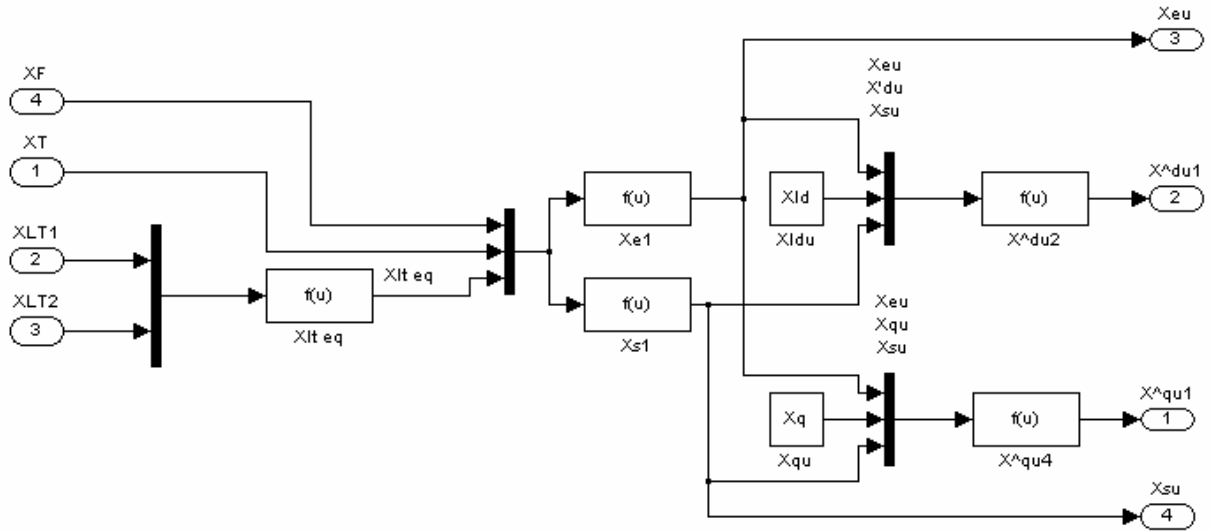 Xeu
3
XF
4
Xeu
X'du
Xsu
XT
1
f(u)
Xe1
Xld
Xldu
f(u)
X^du2
X^du1
2
XLT1
2
XLT2
3
f(u)
Xlt eq
Xlt eq
f(u)
Xs1
Xeu
Xqu
Xsu
Xq
Xqu
f(u)
X^qu4
X^qu1
1
Xsu
4